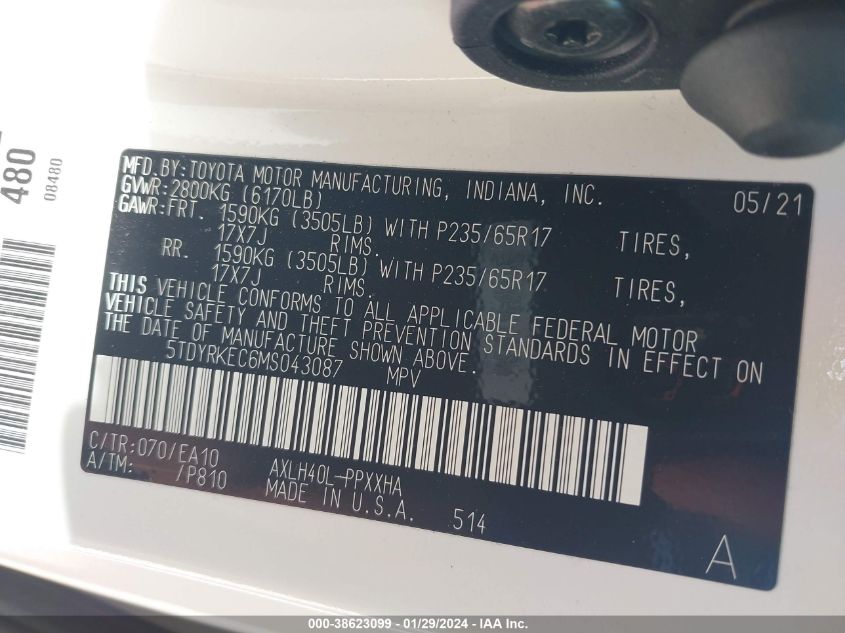 480
08480
MFD.BY:TOYOTA MOTOR MANUFACTURING, INDIANA, INC. 05/21
GVWR:2800KG (6170LB)
GAWR:FRT. 1590KG (3505LB) WITH P235/65R17 TIRES,
17X7J RIMS.
RR. 1590KG (3505LB) WITH P235/65R17 TIRES,
17X7J RIMS.
THIS VEHICLE CONFORMS TO ALL APPLICABLE FEDERAL MOTOR
VEHICLE SAFETY AND THEFT PREVENTION STANDARDS IN EFFECT ON
THE DATE OF MANUFACTURE SHOWN ABOVE.
5TDYRKEC6MS043087 MPV
C/TR:070/EA10 AXLH40L-PPXXHA
A/TM: /P810 MADE IN U.S.A. 514
A
000-38623099 - 01/29/2024 - IAA Inc.